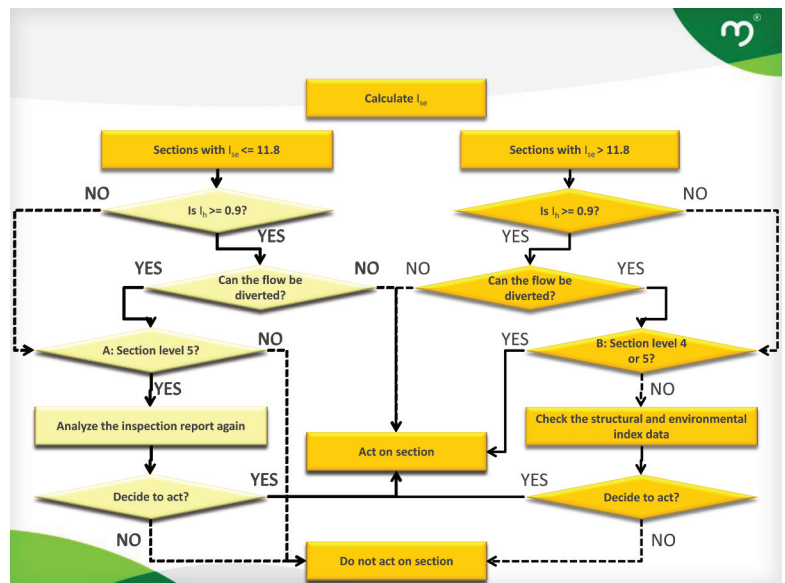 ®
Calculate Ise
Sections with Ise <= 11.8
Sections with Ise > 11.8
NO
Is Ih >= 0.9?
Is Ih >= 0.9?
NO
YES
YES
YES
Can the flow be
diverted?
NO
NO
Can the flow be
diverted?
YES
A: Section level 5?
NO
YES
B: Section level 4
or 5?
YES
NO
Analyze the inspection report again
Check the structural and environmental
index data
Act on section
Decide to act?
YES
YES
Decide to act?
NO
NO
Do not act on section